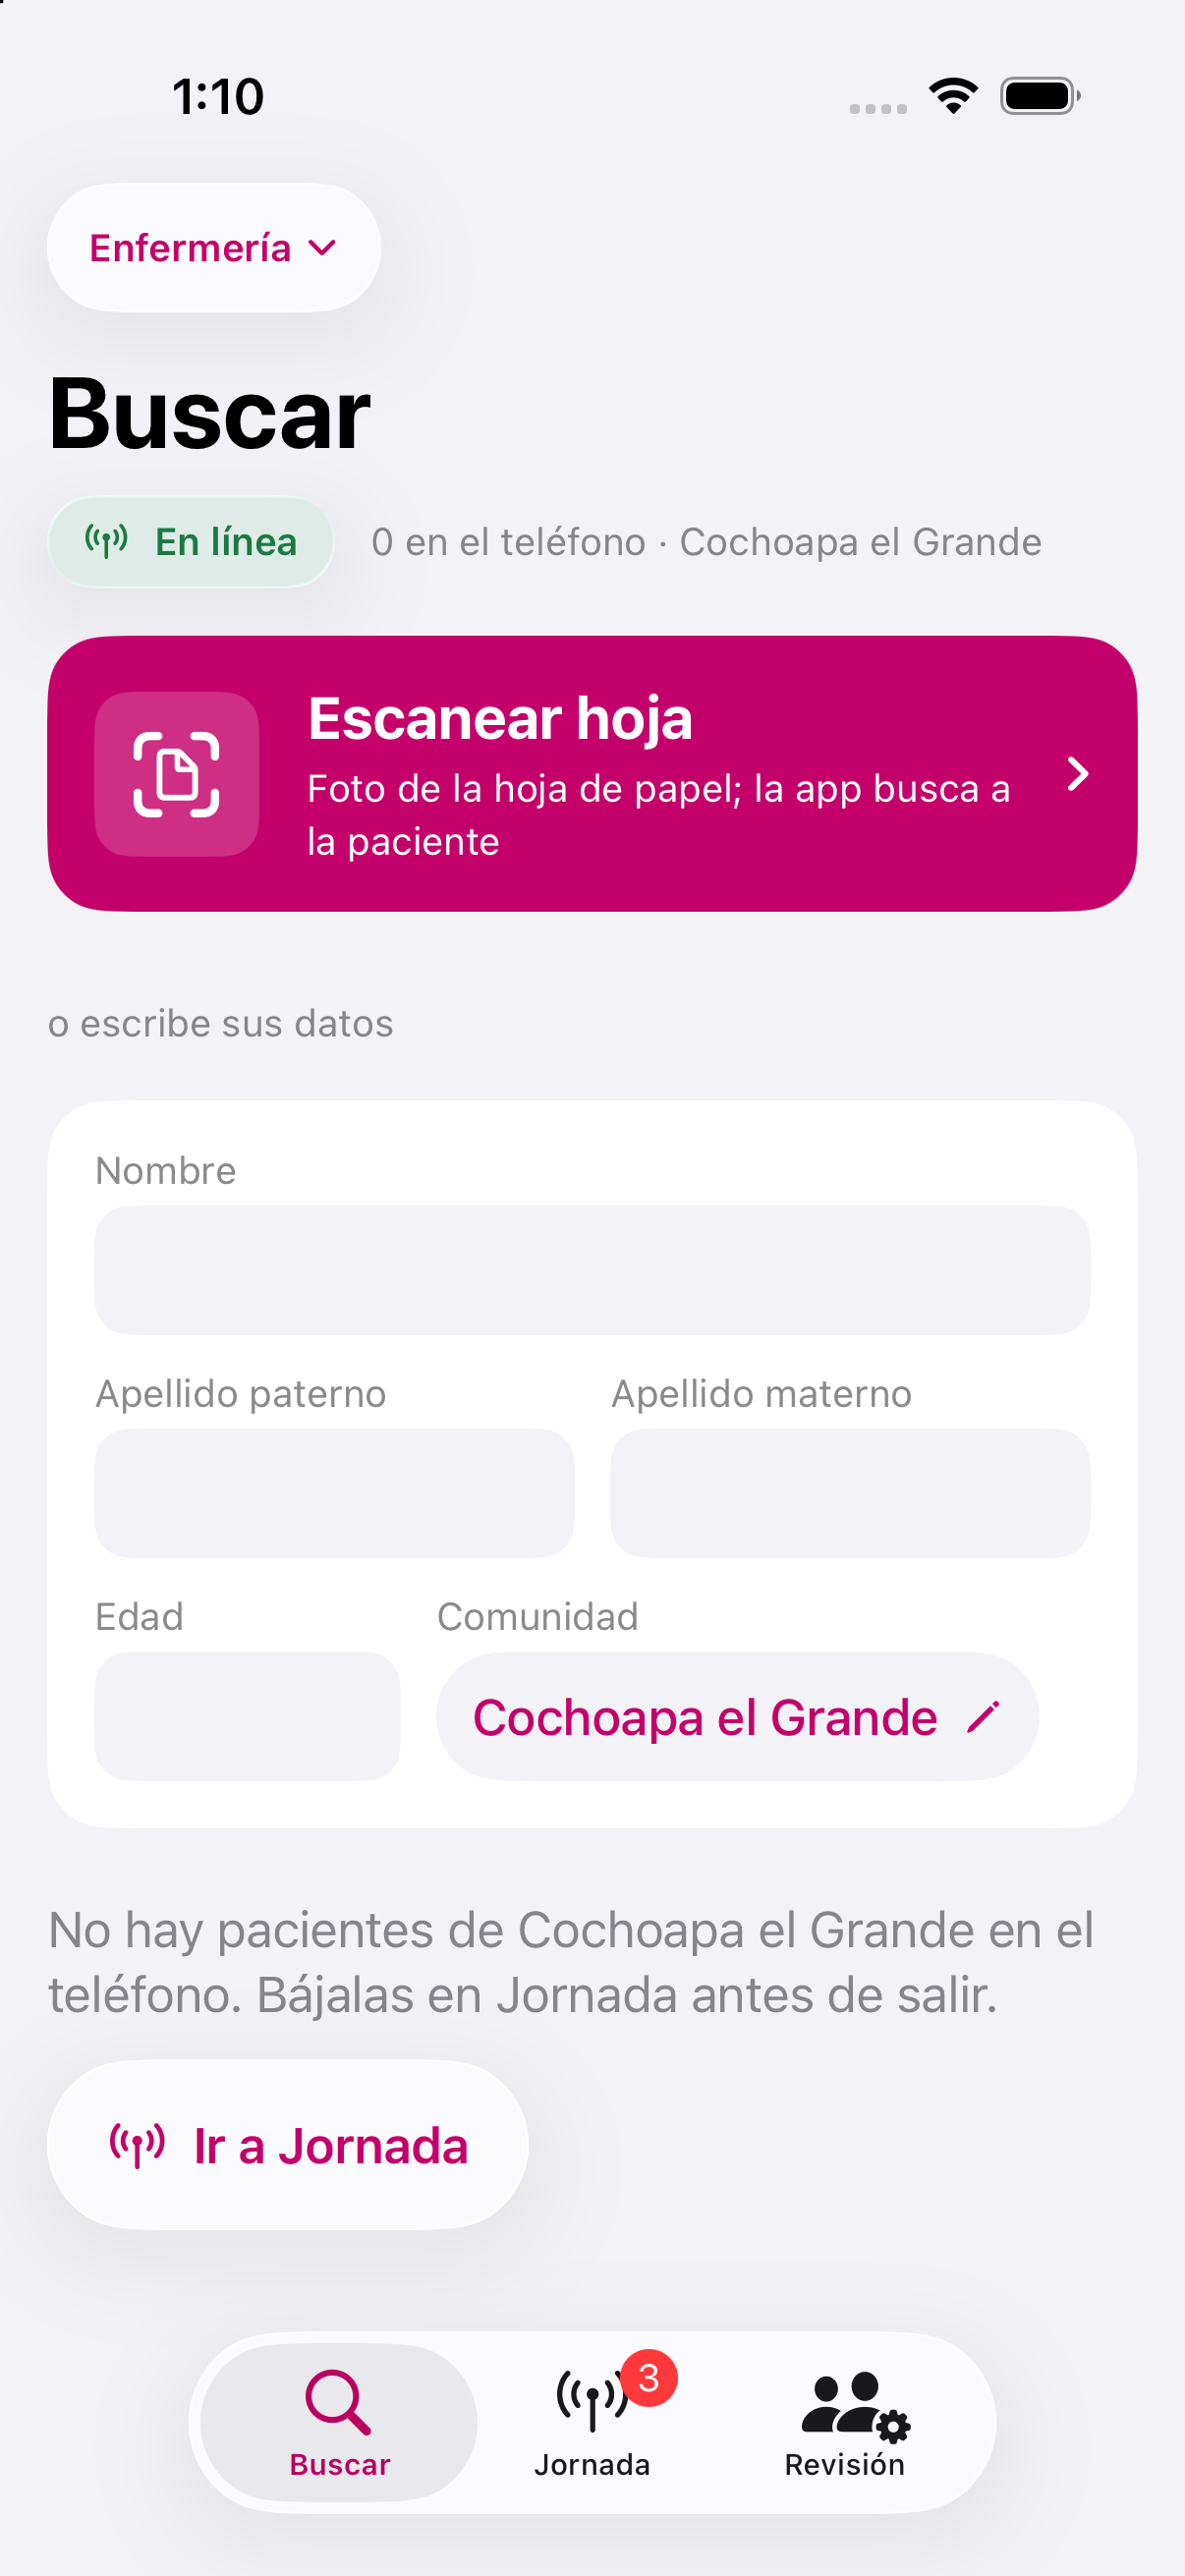 1:10
Enfermería
Buscar
En línea
0 en el teléfono · Cochoapa el Grande
Escanear hoja
Foto de la hoja de papel; la app busca a
la paciente
o escribe sus datos
Nombre
Apellido paterno
Apellido materno
Edad
Comunidad
Cochoapa el Grande
No hay pacientes de Cochoapa el Grande en el
teléfono. Bájalas en Jornada antes de salir.
Ir a Jornada
3
Buscar
Jornada
Revisión